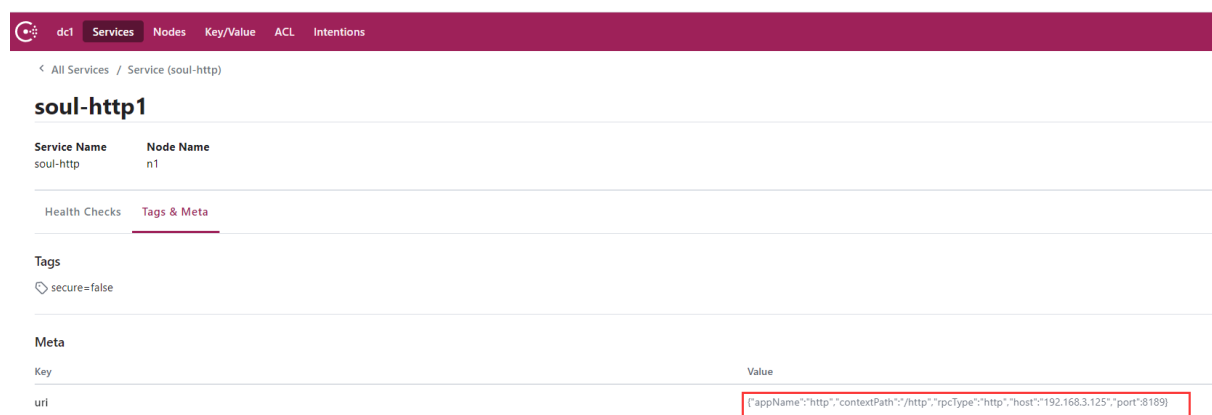 dc1 Services Nodes Key/Value ACL Intentions
< All Services / Service (soul-http)
soul-http1
Service Name Node Name
soul-http n1
Health Checks Tags & Meta
Tags
secure=false
Meta
Key Value
uri {"appName":"http","contextPath":"/http","rpcType":"http","host":"192.168.3.125","port":8189}